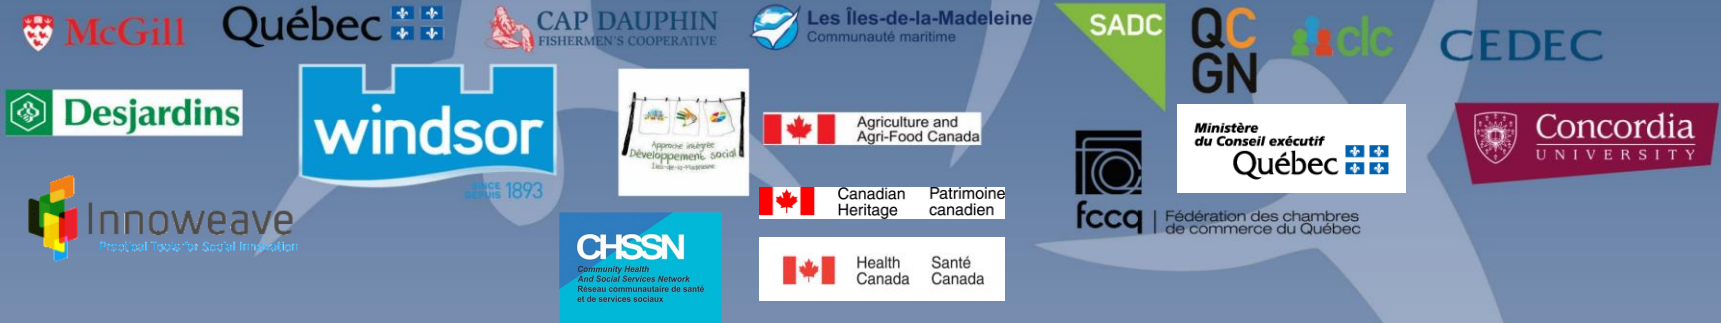 McGill
Québec
CAP DAUPHIN
FISHERMEN'S COOPERATIVE
Les Îles-de-la-Madeleine
Communauté maritime
SADC
QC
GN
clc
CEDEC
Desjardins
windsor
SINCE
DEPUIS 1893
Approche intégrée
Développement social
Îles-de-la-Madeleine
Agriculture and
Agri-Food Canada
Ministère
du Conseil exécutif
Québec
Concordia
UNIVERSITY
Innoweave
Practical Tools for Social Innovation
Canadian
Heritage
Patrimoine
canadien
fccq
Fédération des chambres
de commerce du Québec
CHSSN
Community Health
And Social Services Network
Réseau communautaire de santé
et de services sociaux
Health
Canada
Santé
Canada